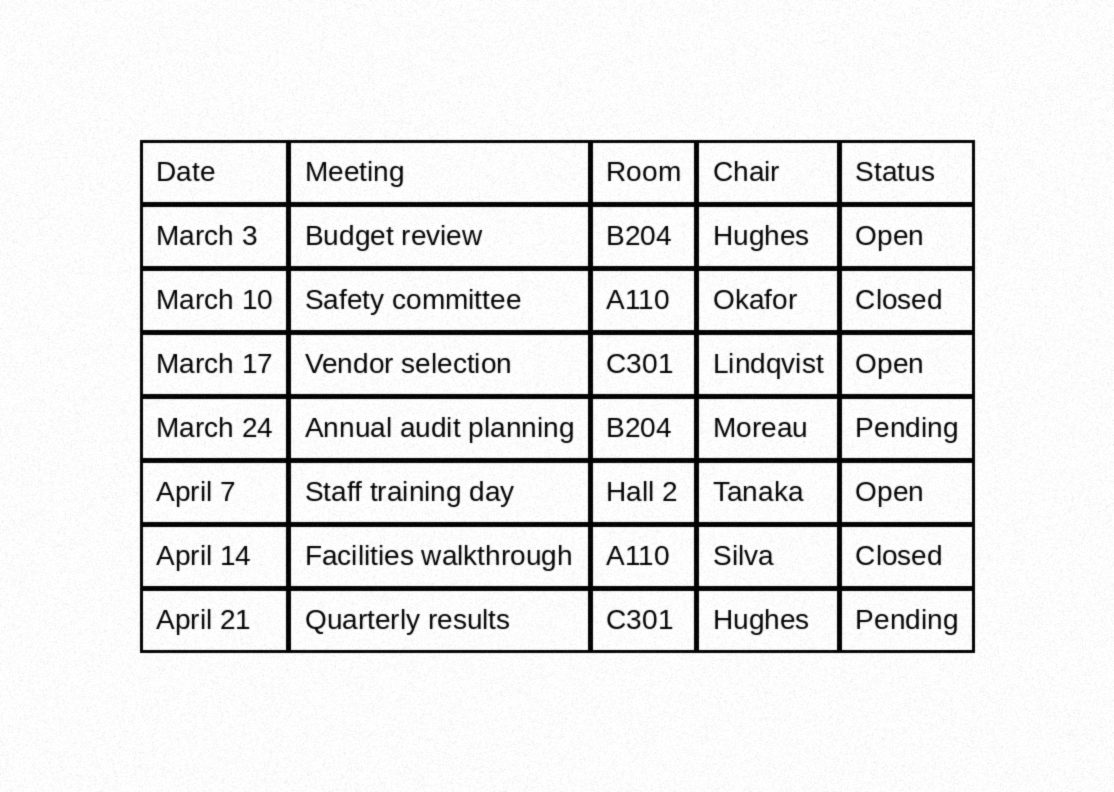 Date Meeting Room Chair Status
March 3 Budget review B204 Hughes Open
March 10 Safety committee A110 Okafor Closed
March 17 Vendor selection C301 Lindqvist Open
March 24 Annual audit planning B204 Moreau Pending
April 7 Staff training day Hall 2 Tanaka Open
April 14 Facilities walkthrough A110 Silva Closed
April 21 Quarterly results C301 Hughes Pending